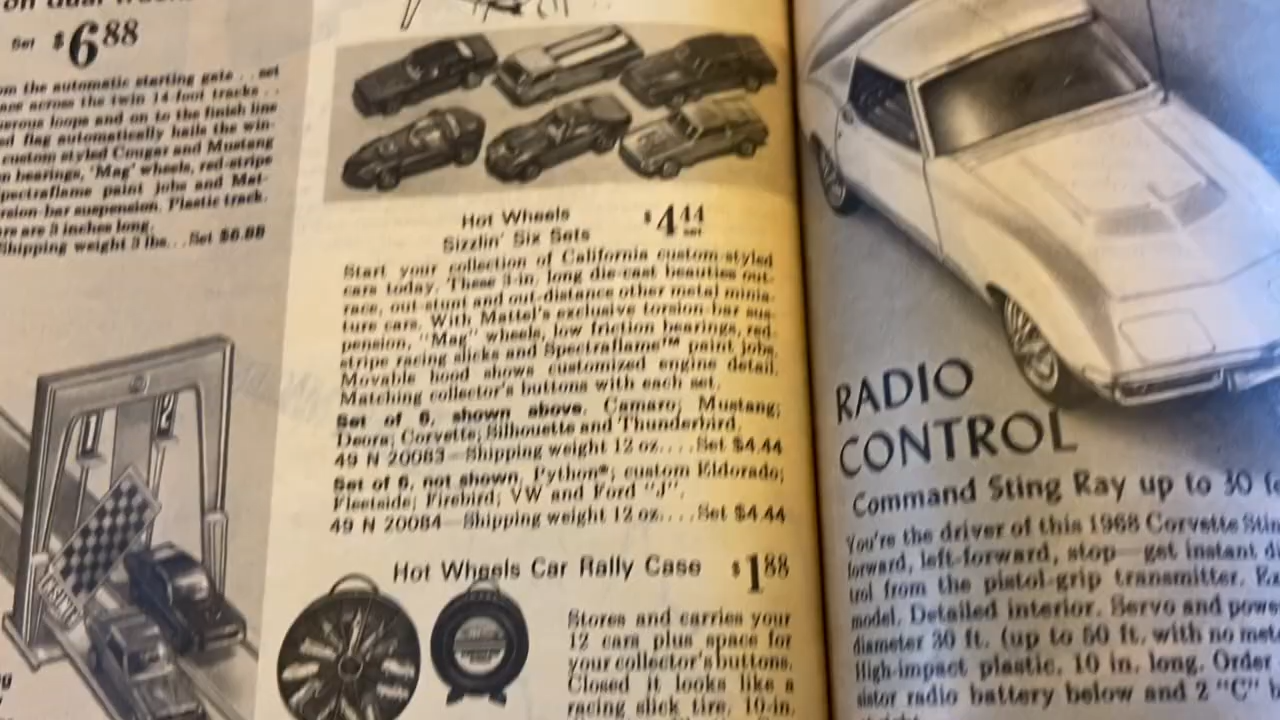 on dual
Set $6.88
from the automatic starting gate . . set
race across the twin 14-foot tracks . .
loops and on to the finish line
flag automatically hails the win-
custom styled Cougar and Mustang
bearings, 'Mag' wheels, red-stripe
Spectraflame paint jobs and Mat-
suspension. Plastic track.
are 3 inches long.
Shipping weight 3 lbs... Set $6.88
1 2
Hot Wheels
Sizzlin' Six Sets
$4.44 set
Start your collection of California custom-styled
cars today. These 3-in. long die-cast beauties out-
race, out-stunt and out-distance other metal minia-
ture cars. With Mattel's exclusive torsion-bar sus-
pension, "Mag" wheels, low friction bearings, red-
stripe racing slicks and Spectraflame™ paint jobs.
Movable hood shows customized engine detail.
Matching collector's buttons with each set.
Set of 6, shown above. Camaro; Mustang;
Deora; Corvette; Silhouette and Thunderbird.
49 N 20083—Shipping weight 12 oz....Set $4.44
Set of 6, not shown, Python®; custom Eldorado;
Fleetside; Firebird; VW and Ford "J".
49 N 20084—Shipping weight 12 oz....Set $4.44
Hot Wheels Car Rally Case $1.88
Stores and carries your
12 cars plus space for
your collector's buttons.
Closed it looks like a
racing slick tire. 10-in.
RADIO
CONTROL
Command Sting Ray up to 30
You're the driver of this 1968 Corvette
forward, left-forward, stop—get instant
from the pistol-grip transmitter.
model. Detailed interior. Servo and
diameter 30 ft. (up to 50 ft. with no
High-impact plastic. 10 in. long. Order
radio battery below and 2 "C"